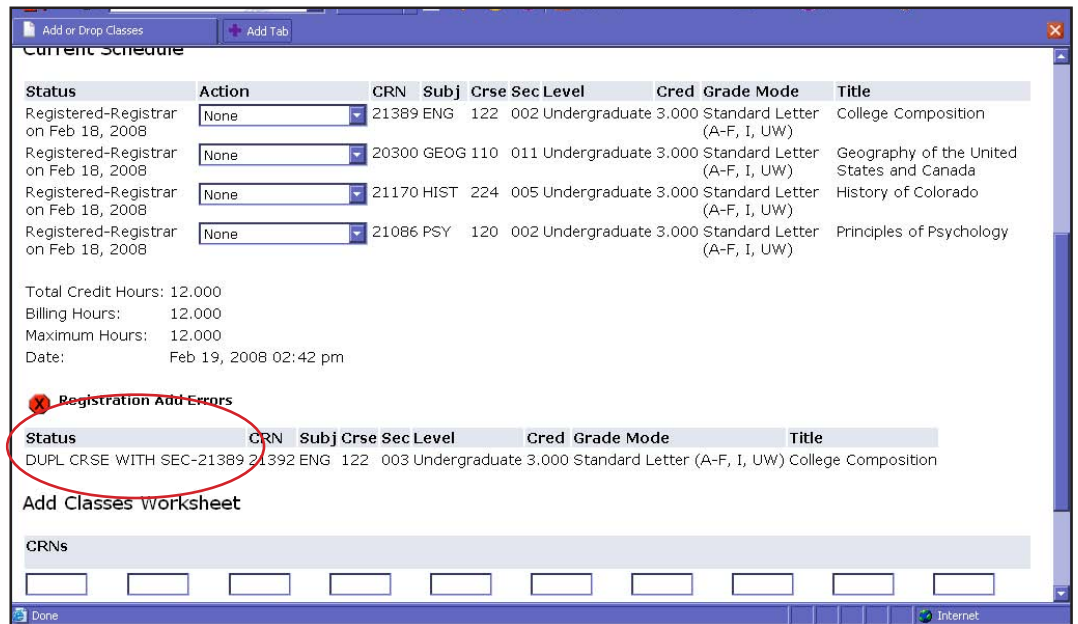 Add or Drop Classes Add Tab
Current Schedule
Status Action CRN Subj Crse Sec Level Cred Grade Mode Title
Registered-Registrar None 21389 ENG 122 002 Undergraduate 3.000 Standard Letter College Composition
on Feb 18, 2008 (A-F, I, UW)
Registered-Registrar None 20300 GEOG 110 011 Undergraduate 3.000 Standard Letter Geography of the United
on Feb 18, 2008 (A-F, I, UW) States and Canada
Registered-Registrar None 21170 HIST 224 005 Undergraduate 3.000 Standard Letter History of Colorado
on Feb 18, 2008 (A-F, I, UW)
Registered-Registrar None 21086 PSY 120 002 Undergraduate 3.000 Standard Letter Principles of Psychology
on Feb 18, 2008 (A-F, I, UW)
Total Credit Hours: 12.000
Billing Hours: 12.000
Maximum Hours: 12.000
Date: Feb 19, 2008 02:42 pm
Registration Add Errors
Status CRN Subj Crse Sec Level Cred Grade Mode Title
DUPL CRSE WITH SEC-21389 21392 ENG 122 003 Undergraduate 3.000 Standard Letter (A-F, I, UW) College Composition
Add Classes Worksheet
CRNs
Done Internet